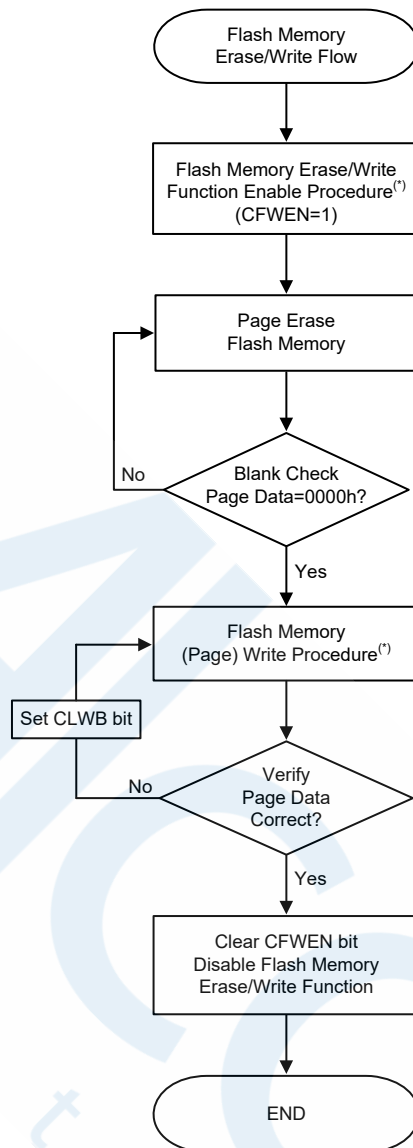 Flash Memory
Erase/Write Flow
Flash Memory Erase/Write
Function Enable Procedure(*)
(CFWEN=1)
Page Erase
Flash Memory
No
Blank Check
Page Data=0000h?
Yes
Flash Memory
(Page) Write Procedure(*)
Set CLWB bit
No
Verify
Page Data
Correct?
Yes
Clear CFWEN bit
Disable Flash Memory
Erase/Write Function
END